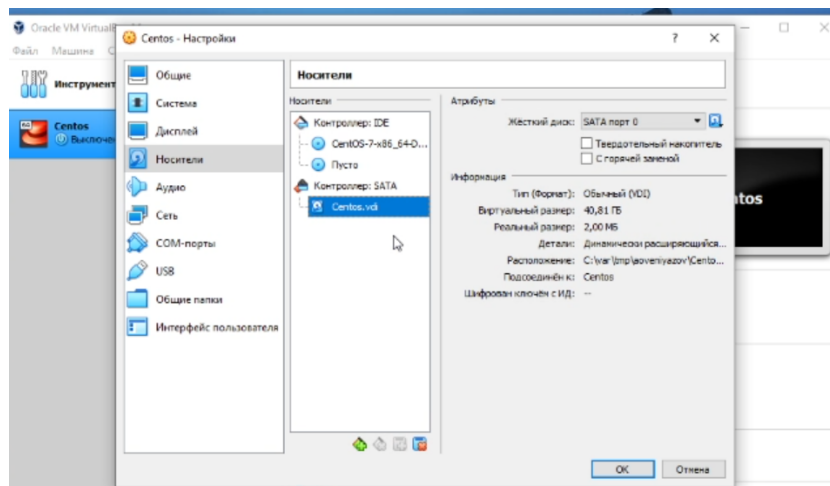 Oracle VM Virtual
Файл Машина С
Инструмент
Centos
Выключе
Centos - Настройки
Общие
Система
Дисплей
Носители
Аудио
Сеть
COM-порты
USB
Общие папки
Интерфейс пользователя
Носители
Носители
Контроллер: IDE
CentOS-7-x86_64-D...
Пусто
Контроллер: SATA
Centos.vdi
Атрибуты
Жёсткий диск: SATA порт 0
Твердотельный накопитель
С горячей заменой
Информация
Тип (Формат): Обычный (VDI)
Виртуальный размер: 40,81 ГБ
Реальный размер: 2,00 МБ
Детали: Динамически расширяющийся...
Расположение: C:\var\tmp\aoveniyazov\Cento...
Подсоединён к: Centos
Шифрован ключён с ИД: --
OK Отмена
ntos